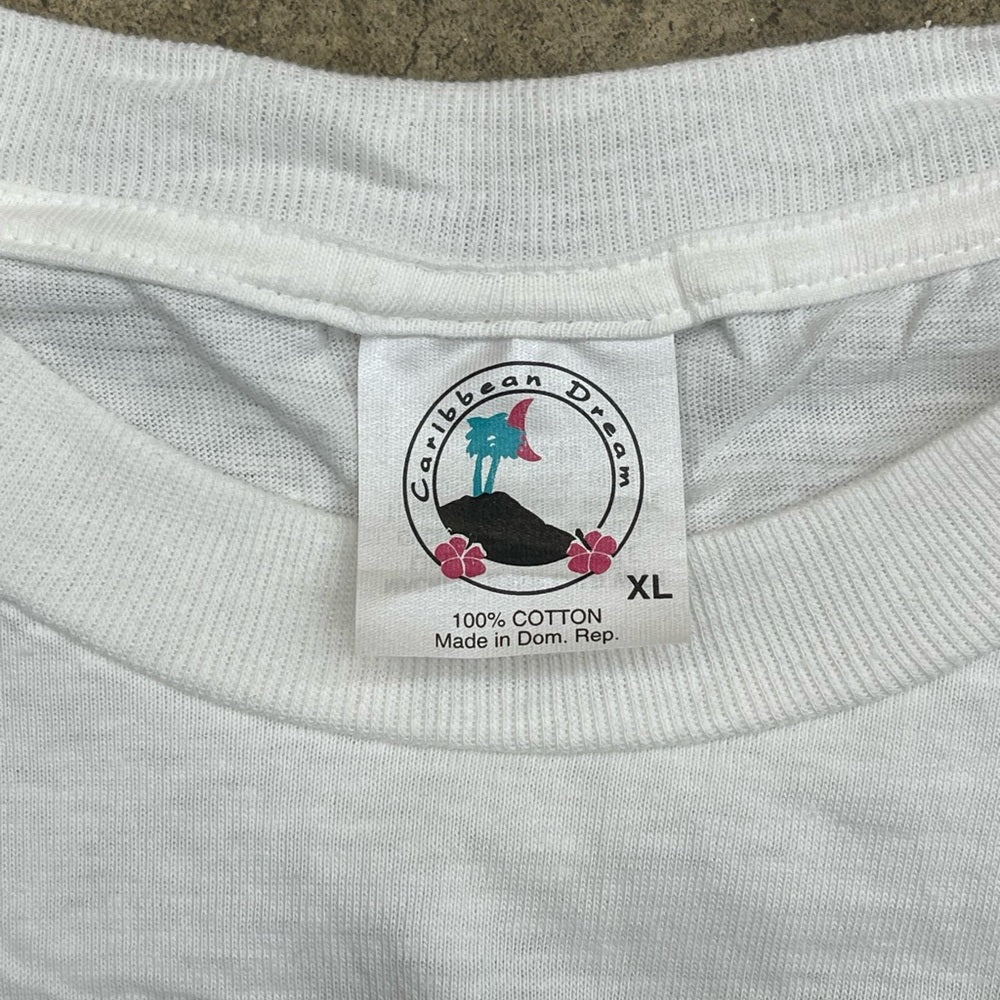 Caribbean Dream
XL
100% COTTON
Made in Dom. Rep.